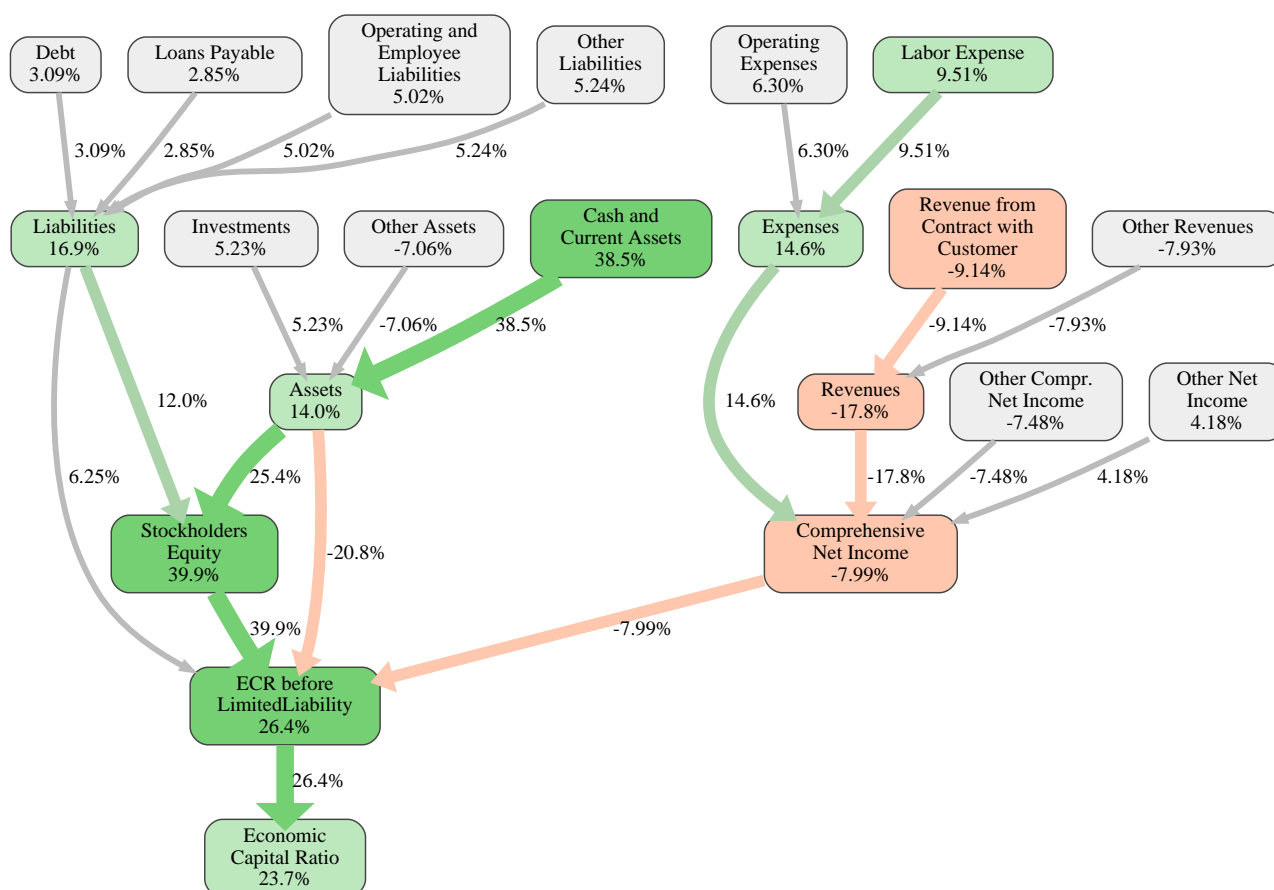 Debt
3.09%
Loans Payable
2.85%
Operating and
Employee
Liabilities
5.02%
Other
Liabilities
5.24%
Operating
Expenses
6.30%
Labor Expense
9.51%
3.09%
2.85%
5.02%
5.24%
6.30%
9.51%
Liabilities
16.9%
Investments
5.23%
Other Assets
-7.06%
Cash and
Current Assets
38.5%
Expenses
14.6%
Revenue from
Contract with
Customer
-9.14%
Other Revenues
-7.93%
5.23%
-7.06%
38.5%
-9.14%
-7.93%
12.0%
Assets
14.0%
14.6%
Revenues
-17.8%
Other Compr.
Net Income
-7.48%
Other Net
Income
4.18%
6.25%
25.4%
-17.8%
-7.48%
4.18%
Stockholders
Equity
39.9%
-20.8%
Comprehensive
Net Income
-7.99%
39.9%
-7.99%
ECR before
LimitedLiability
26.4%
26.4%
Economic
Capital Ratio
23.7%